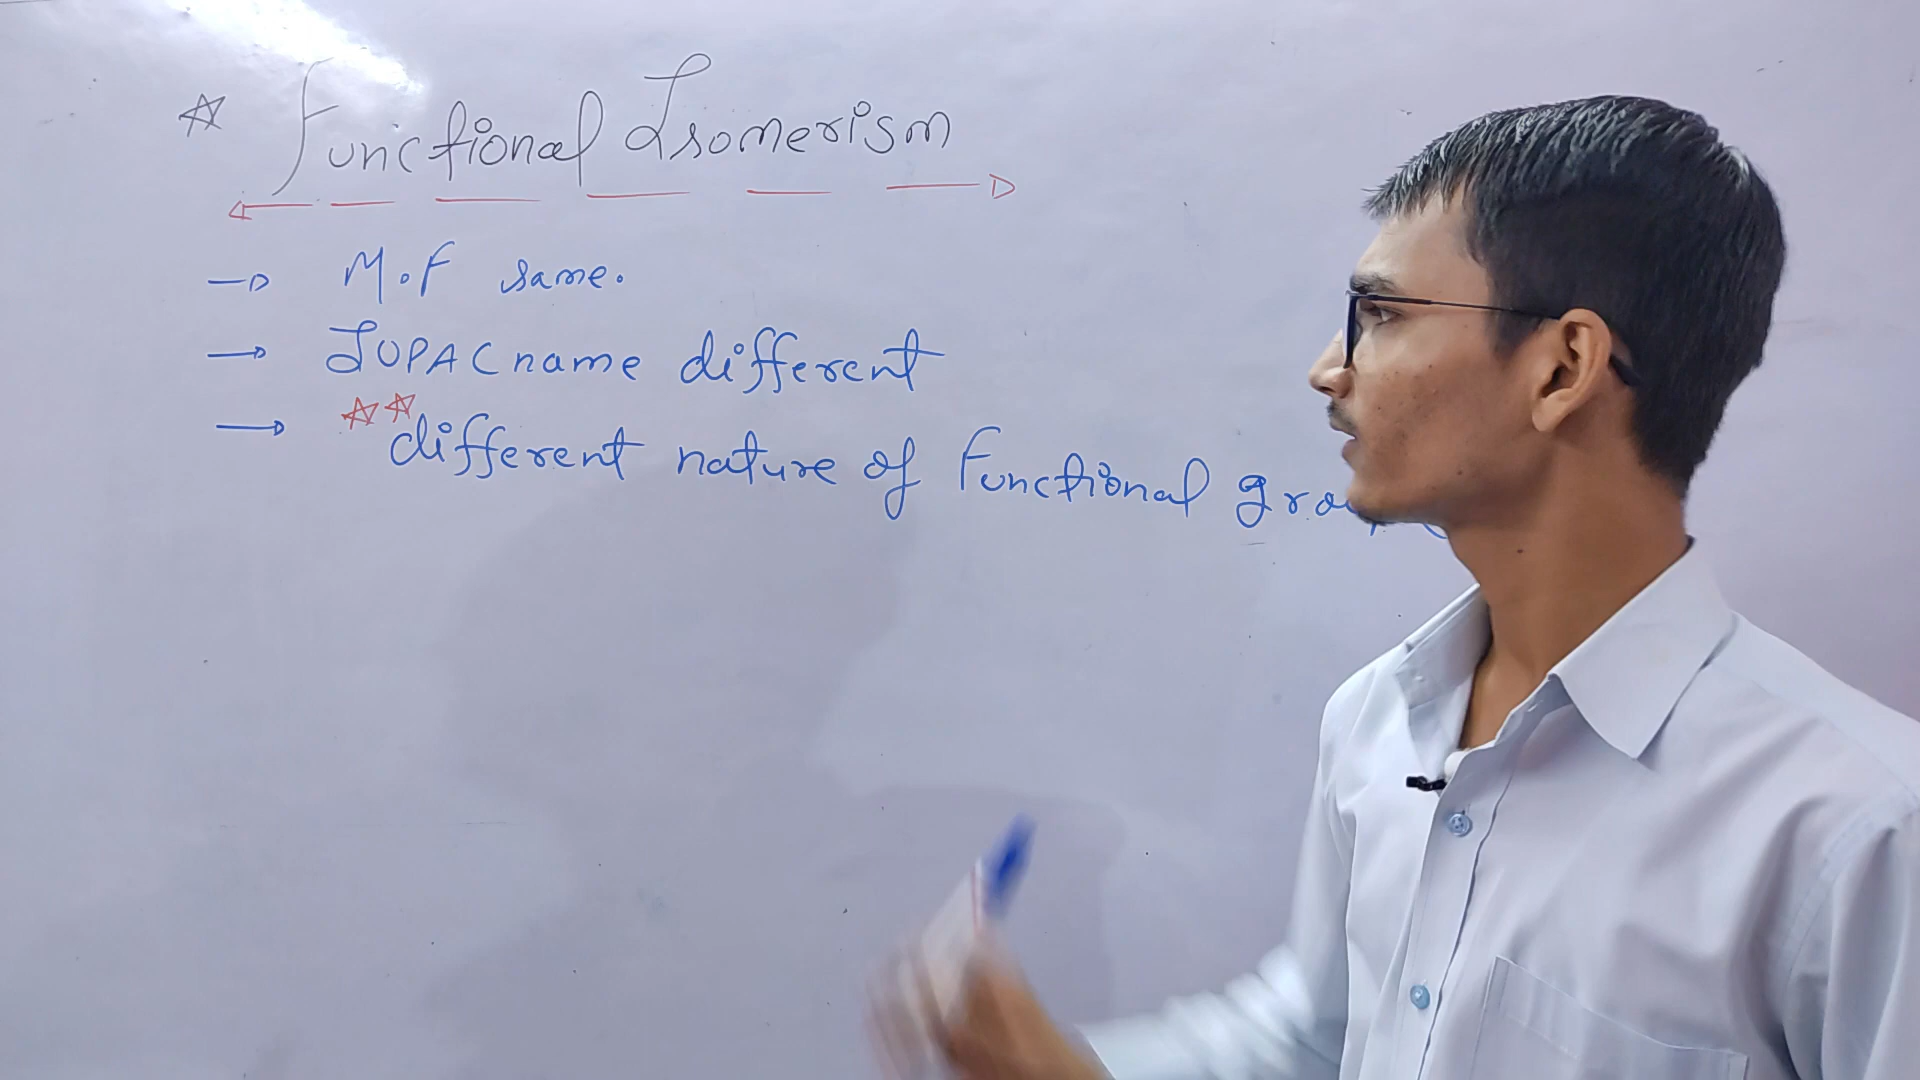 Functional Isomerism
M.F same.
IUPAC name different
different nature of Functional